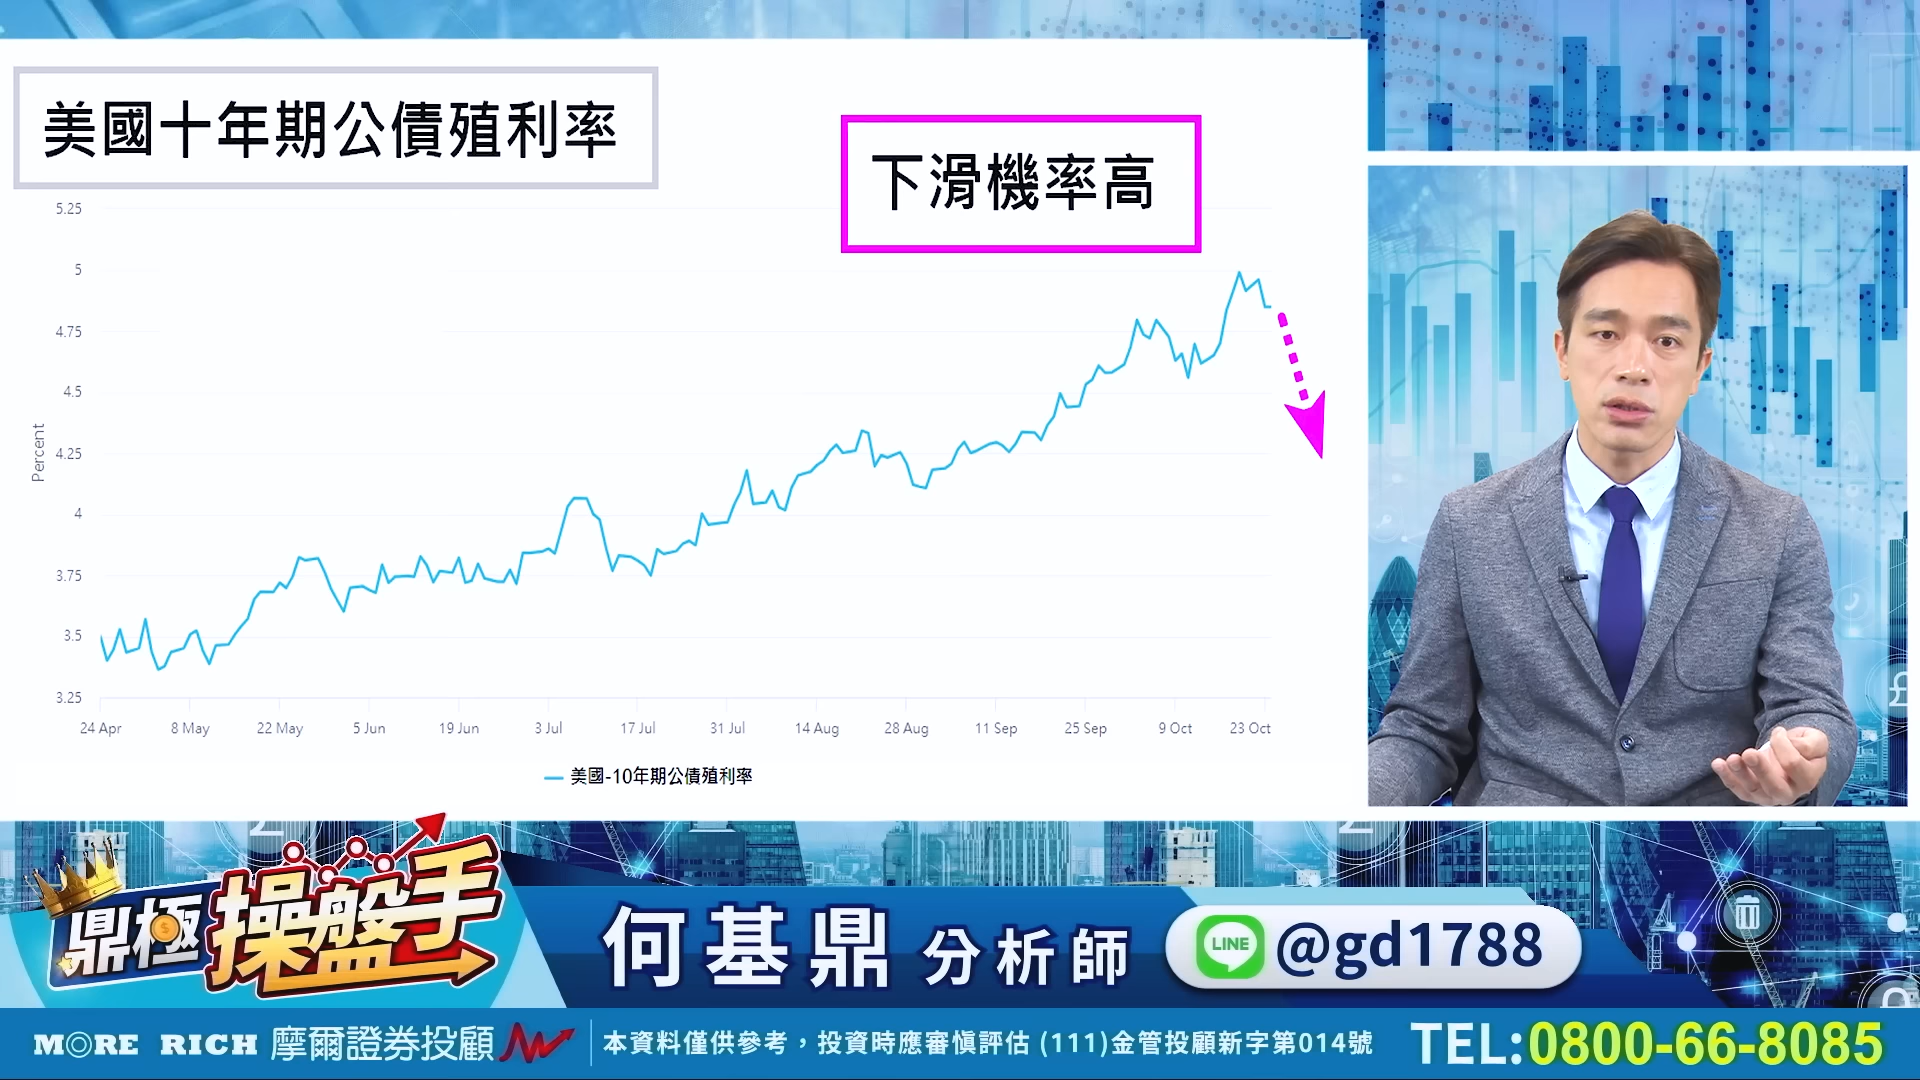 美國十年期公債殖利率
下滑機率高
5.25
5
4.75
4.5
4.25
4
3.75
3.5
3.25
Percent
24 Apr 8 May 22 May 5 Jun 19 Jun 3 Jul 17 Jul 31 Jul 14 Aug 28 Aug 11 Sep 25 Sep 9 Oct 23 Oct
美國-10年期公債殖利率
鼎極操盤手
何基鼎 分析師
LINE @gd1788
MORE RICH 摩爾證券投顧
本資料僅供參考，投資時應審慎評估 (111)金管投顧新字第014號
TEL:0800-66-8085